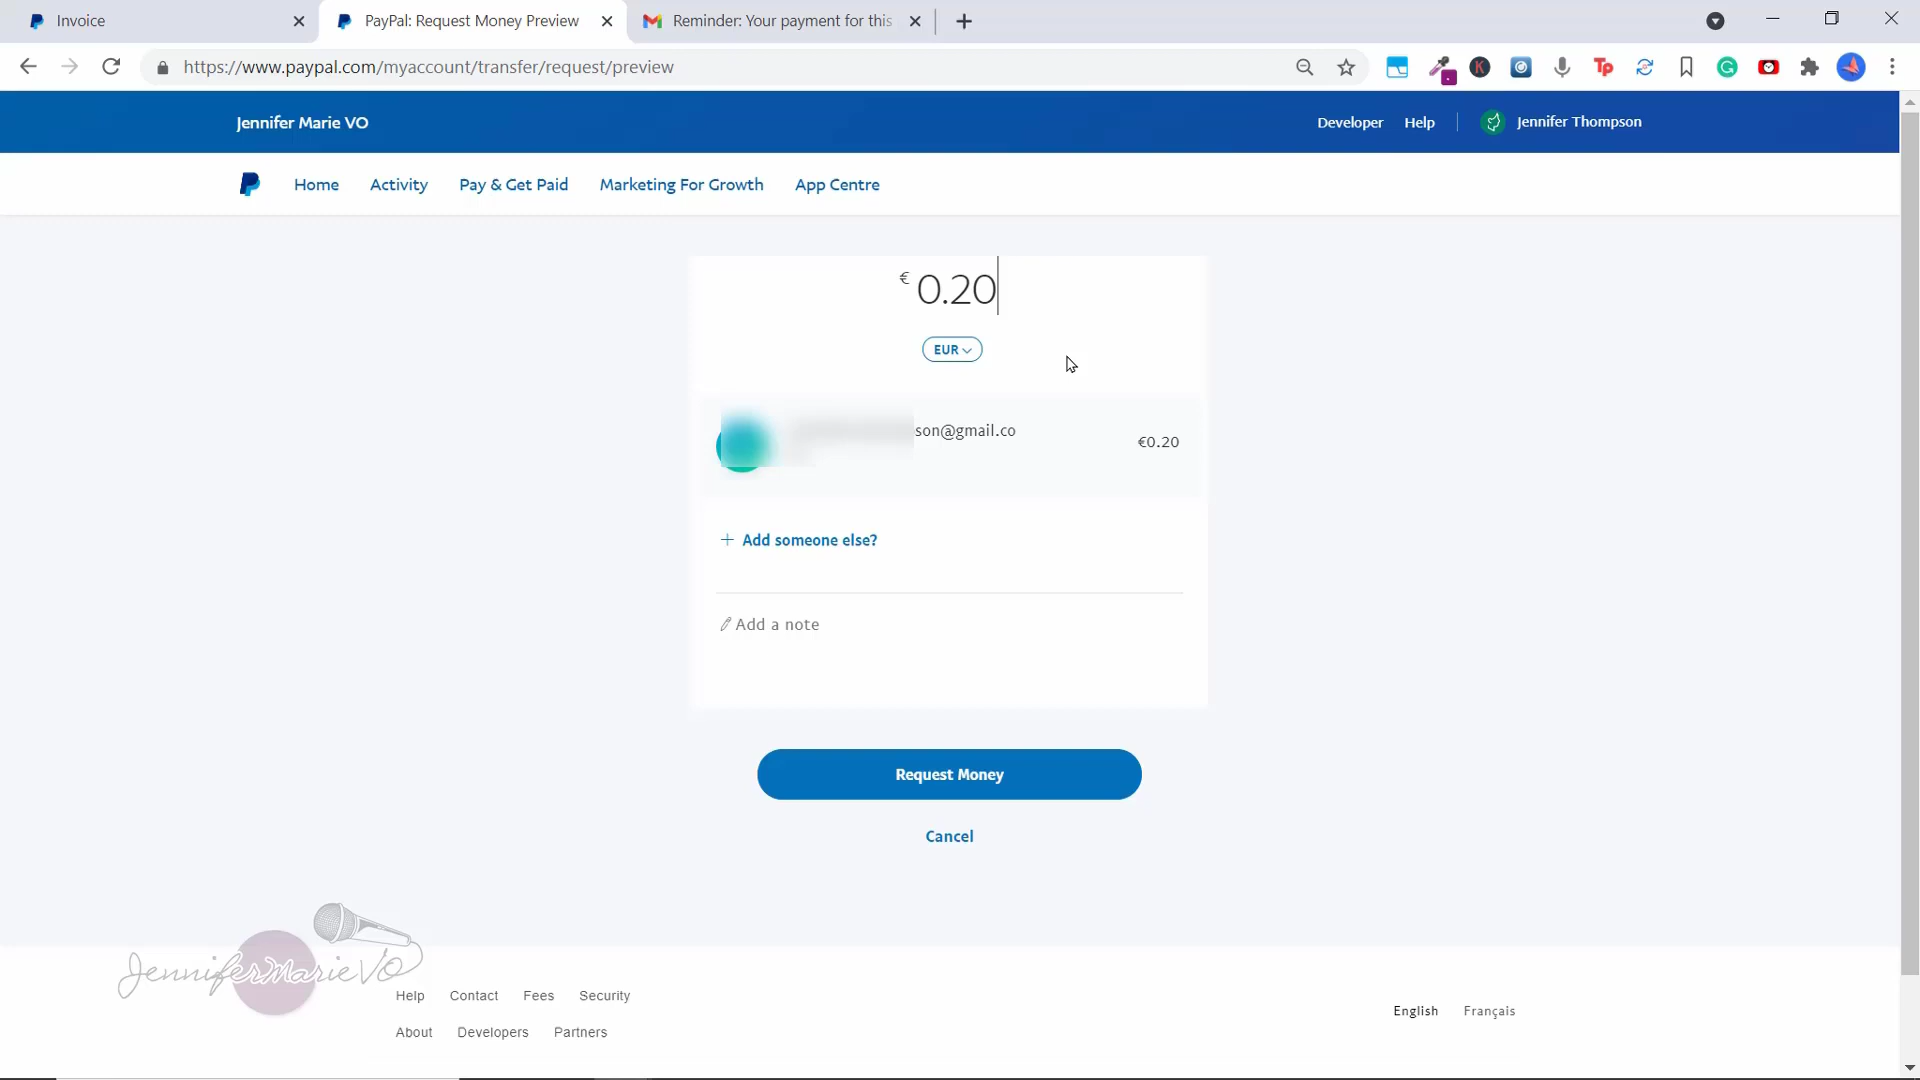 Invoice
PayPal: Request Money Preview
Reminder: Your payment for this
https://www.paypal.com/myaccount/transfer/request/preview
Jennifer Marie VO
Developer
Help
Jennifer Thompson
Home
Activity
Pay & Get Paid
Marketing For Growth
App Centre
€ 0.20
EUR
son@gmail.co
€0.20
+ Add someone else?
Add a note
Request Money
Cancel
JenniferMarieVO
Help Contact Fees Security
English Français
About Developers Partners